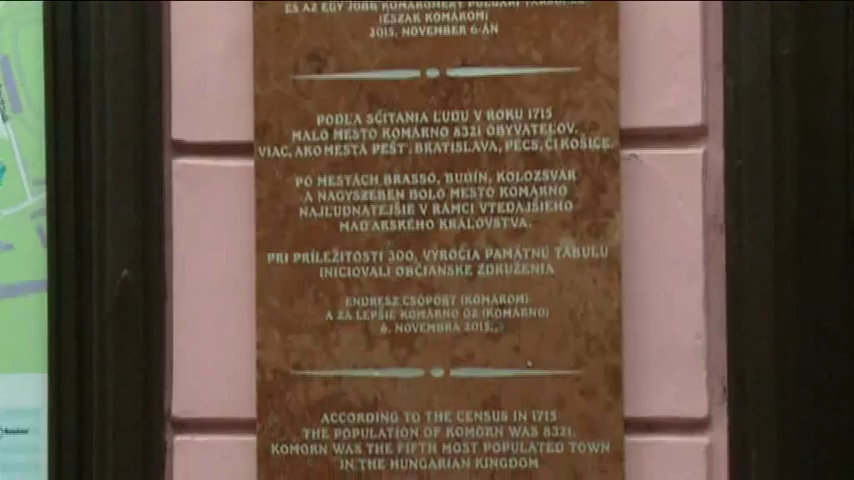 ÉS AZ EGY JOBB KOMÁROMÉRT POLGÁRI TÁRSULÁS
(ÉSZAK KOMÁROM)
2015. NOVEMBER 6-ÁN
PODĽA SČÍTANIA ĽUDU V ROKU 1715
MALO MESTO KOMÁRNO 8321 OBYVATEĽOV,
VIAC, AKO MESTÁ PEŠŤ, BRATISLAVA, PÉCS, ČI KOŠICE.
PO MESTÁCH BRASSO, BUDÍN, KOLOZSVÁR
A NAGYSZEBEN BOLO MESTO KOMÁRNO
NAJĽUDNATEJŠIE V RÁMCI VTEDAJŠIEHO
MAĎARSKÉHO KRÁĽOVSTVA.
PRI PRÍLEŽITOSTI 300. VÝROČIA PAMÄTNÚ TABUĽU
INICIOVALI OBČIANSKE ZDRUŽENIA
ENDRESZ CSOPORT (KOMÁROM)
A ZA LEPŠIE KOMÁRNO OZ (KOMÁRNO)
6. NOVEMBRA 2015.
ACCORDING TO THE CENSUS IN 1715
THE POPULATION OF KOMORN WAS 8321.
KOMORN WAS THE FIFTH MOST POPULATED TOWN
IN THE HUNGARIAN KINGDOM